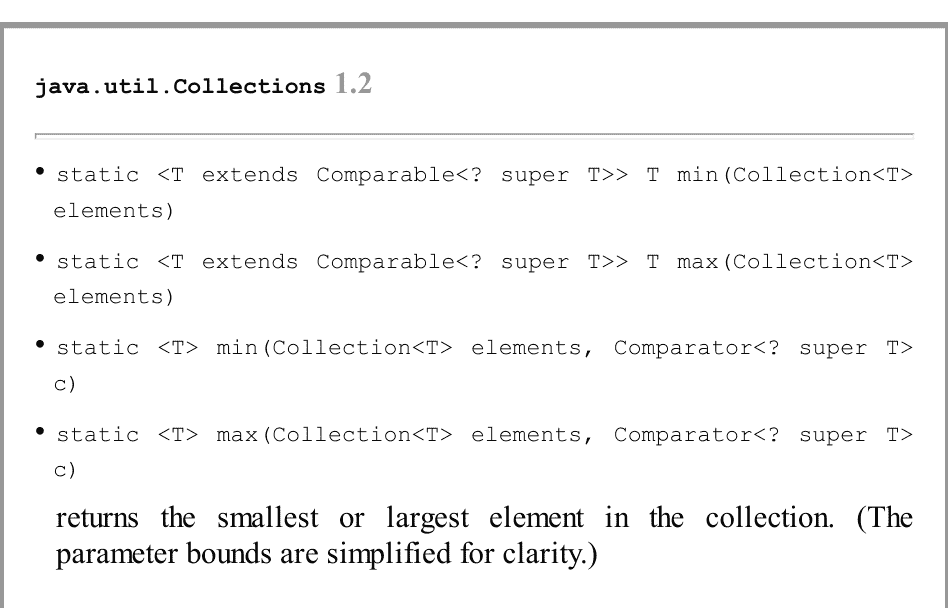 java.util.Collections 1.2
• static <T extends Comparable<? super T>> T min(Collection<T>
elements)
• static <T extends Comparable<? super T>> T max(Collection<T>
elements)
• static <T> min(Collection<T> elements, Comparator<? super T>
c)
• static <T> max(Collection<T> elements, Comparator<? super T>
c)
returns the smallest or largest element in the collection. (The
parameter bounds are simplified for clarity.)